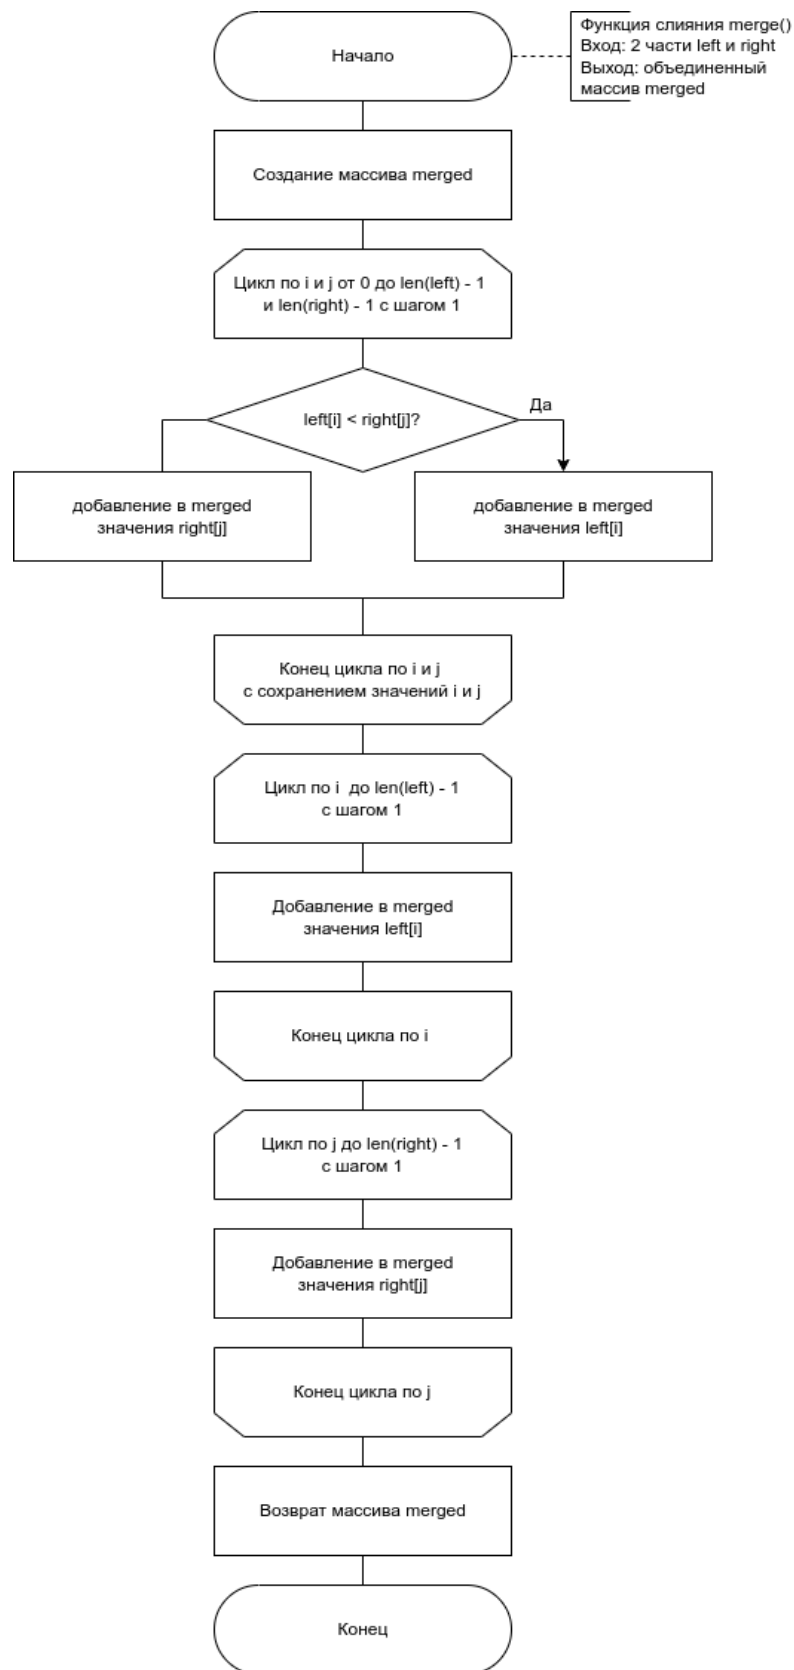 Начало
Функция слияния merge()
Вход: 2 части left и right
Выход: объединенный
массив merged
Создание массива merged
Цикл по i и j от 0 до len(left) - 1
и len(right) - 1 с шагом 1
left[i] < right[j]?
Да
добавление в merged
значения right[j]
добавление в merged
значения left[i]
Конец цикла по i и j
с сохранением значений i и j
Цикл по i до len(left) - 1
с шагом 1
Добавление в merged
значения left[i]
Конец цикла по i
Цикл по j до len(right) - 1
с шагом 1
Добавление в merged
значения right[j]
Конец цикла по j
Возврат массива merged
Конец